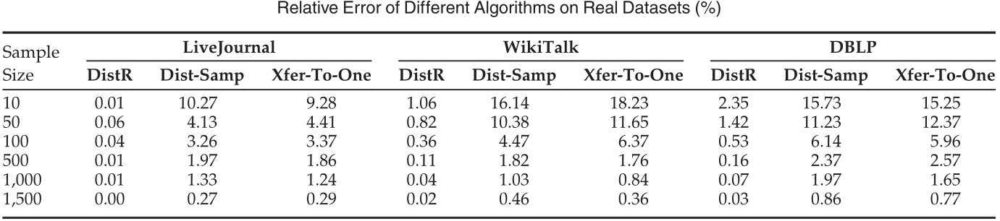 Relative Error of Different Algorithms on Real Datasets (%)
Sample LiveJournal WikiTalk DBLP
Size DistR Dist-Samp Xfer-To-One DistR Dist-Samp Xfer-To-One DistR Dist-Samp Xfer-To-One
10 0.01 10.27 9.28 1.06 16.14 18.23 2.35 15.73 15.25
50 0.06 4.13 4.41 0.82 10.38 11.65 1.42 11.23 12.37
100 0.04 3.26 3.37 0.36 4.47 6.37 0.53 6.14 5.96
500 0.01 1.97 1.86 0.11 1.82 1.76 0.16 2.37 2.57
1,000 0.01 1.33 1.24 0.04 1.03 0.84 0.07 1.97 1.65
1,500 0.00 0.27 0.29 0.02 0.46 0.36 0.03 0.86 0.77